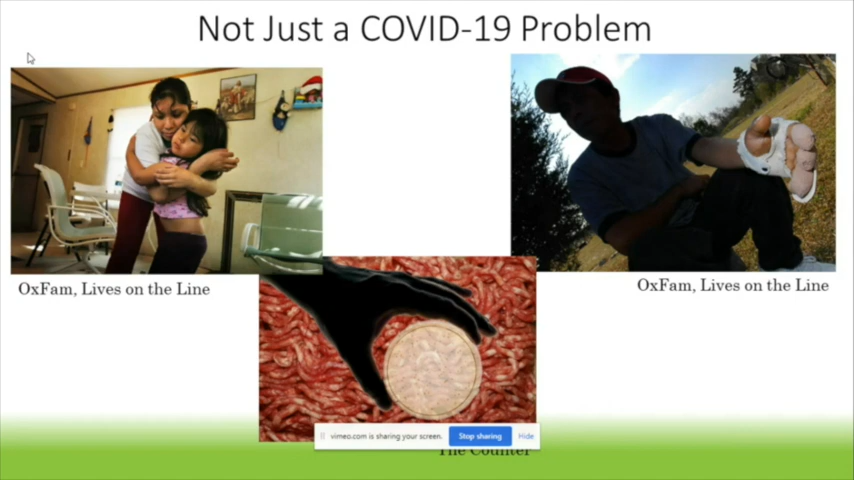 Not Just a COVID-19 Problem
OxFam, Lives on the Line
OxFam, Lives on the Line
vimeo.com is sharing your screen.
Stop sharing
Hide
The Counter